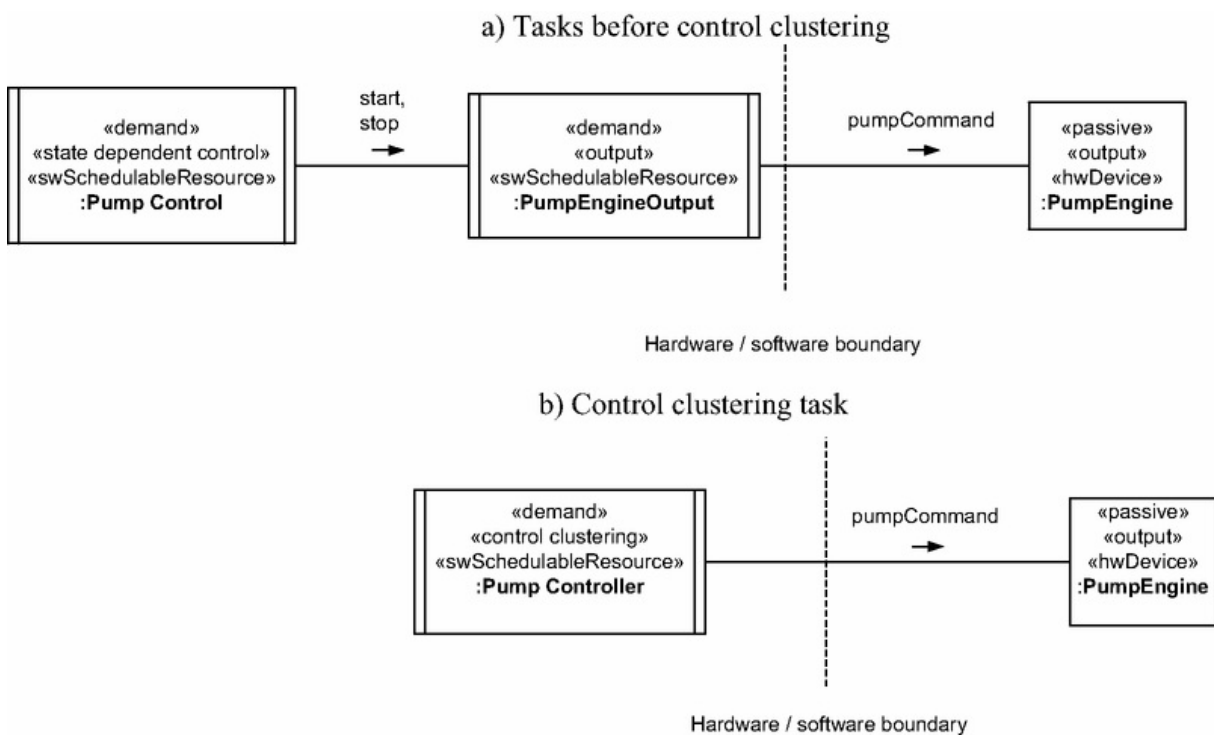 a) Tasks before control clustering
«demand»
«state dependent control»
«swSchedulableResource»
:Pump Control
start,
stop
«demand»
«output»
«swSchedulableResource»
:PumpEngineOutput
pumpCommand
«passive»
«output»
«hwDevice»
:PumpEngine
Hardware / software boundary
b) Control clustering task
«demand»
«control clustering»
«swSchedulableResource»
:Pump Controller
pumpCommand
«passive»
«output»
«hwDevice»
:PumpEngine
Hardware / software boundary